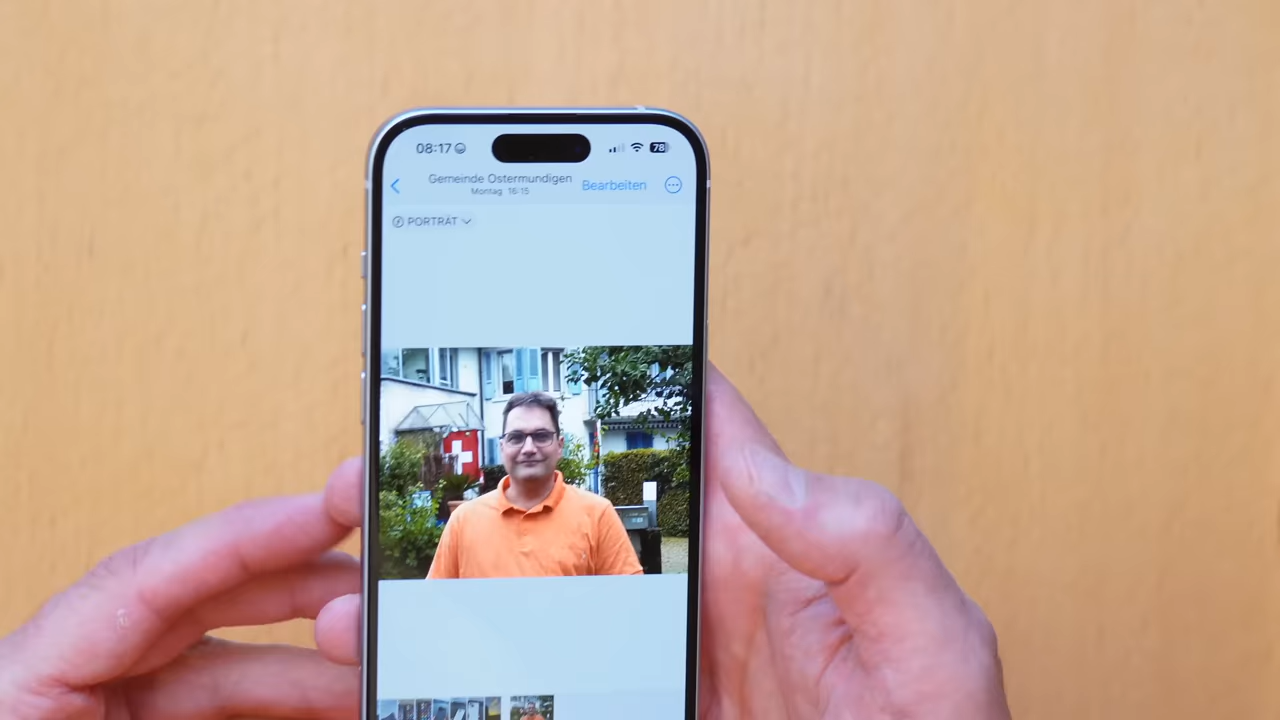 08:17
78
Gemeinde Ostermundigen
Montag 16:15
Bearbeiten
PORTRÄT